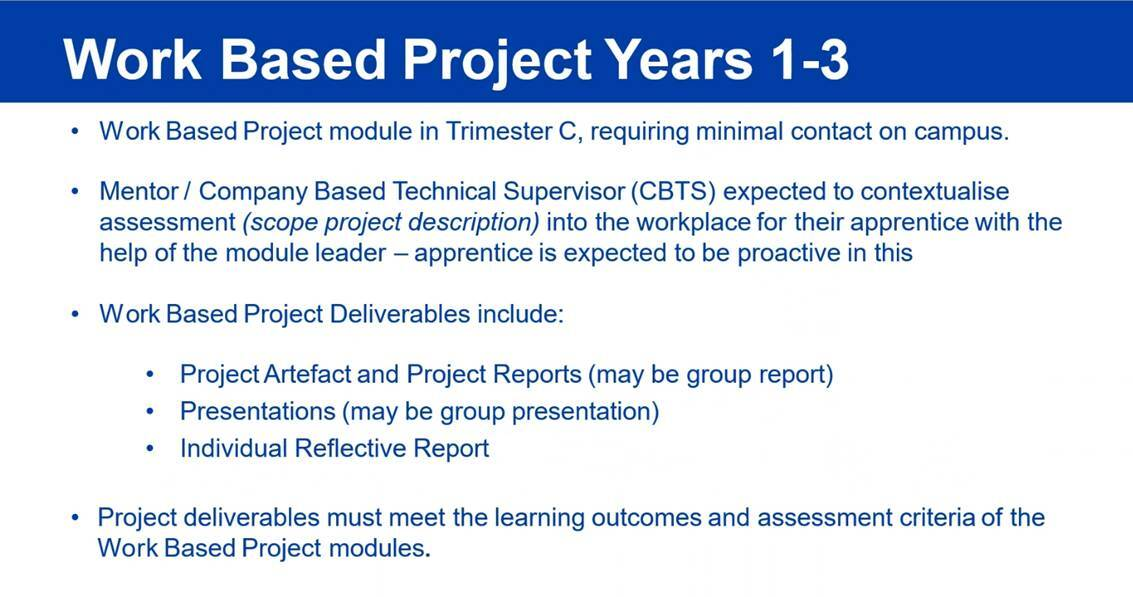 Work Based Project Years 1-3
• Work Based Project module in Trimester C, requiring minimal contact on campus.
• Mentor / Company Based Technical Supervisor (CBTS) expected to contextualise
assessment (scope project description) into the workplace for their apprentice with the
help of the module leader – apprentice is expected to be proactive in this
• Work Based Project Deliverables include:
• Project Artefact and Project Reports (may be group report)
• Presentations (may be group presentation)
• Individual Reflective Report
• Project deliverables must meet the learning outcomes and assessment criteria of the
Work Based Project modules.